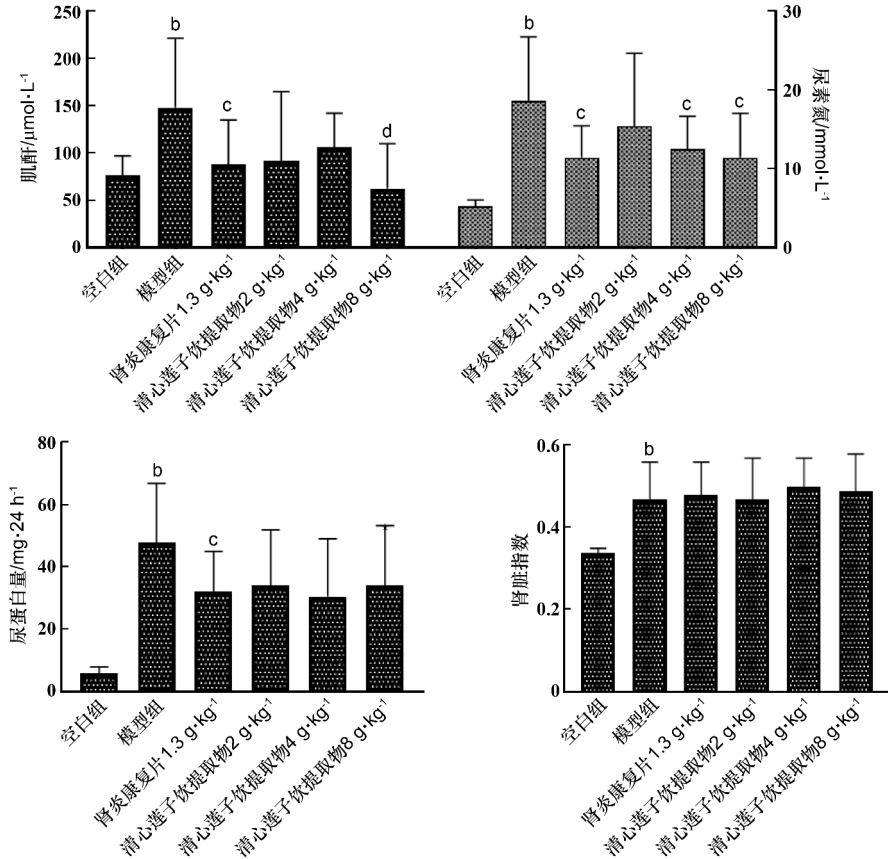 250
200
150
100
50
0
肌酐/μmol·L-1
b
c
d
空白组
模型组
肾炎康复片1.3 g·kg-1
清心莲子饮提取物2 g·kg-1
清心莲子饮提取物4 g·kg-1
清心莲子饮提取物8 g·kg-1
30
20
10
0
尿素氮/mmol·L-1
b
c
c
c
空白组
模型组
肾炎康复片1.3 g·kg-1
清心莲子饮提取物2 g·kg-1
清心莲子饮提取物4 g·kg-1
清心莲子饮提取物8 g·kg-1
80
60
40
20
0
尿蛋白量/mg·24 h-1
b
c
空白组
模型组
肾炎康复片1.3 g·kg-1
清心莲子饮提取物2 g·kg-1
清心莲子饮提取物4 g·kg-1
清心莲子饮提取物8 g·kg-1
0.6
0.4
0.2
0
肾脏指数
b
空白组
模型组
肾炎康复片1.3 g·kg-1
清心莲子饮提取物2 g·kg-1
清心莲子饮提取物4 g·kg-1
清心莲子饮提取物8 g·kg-1